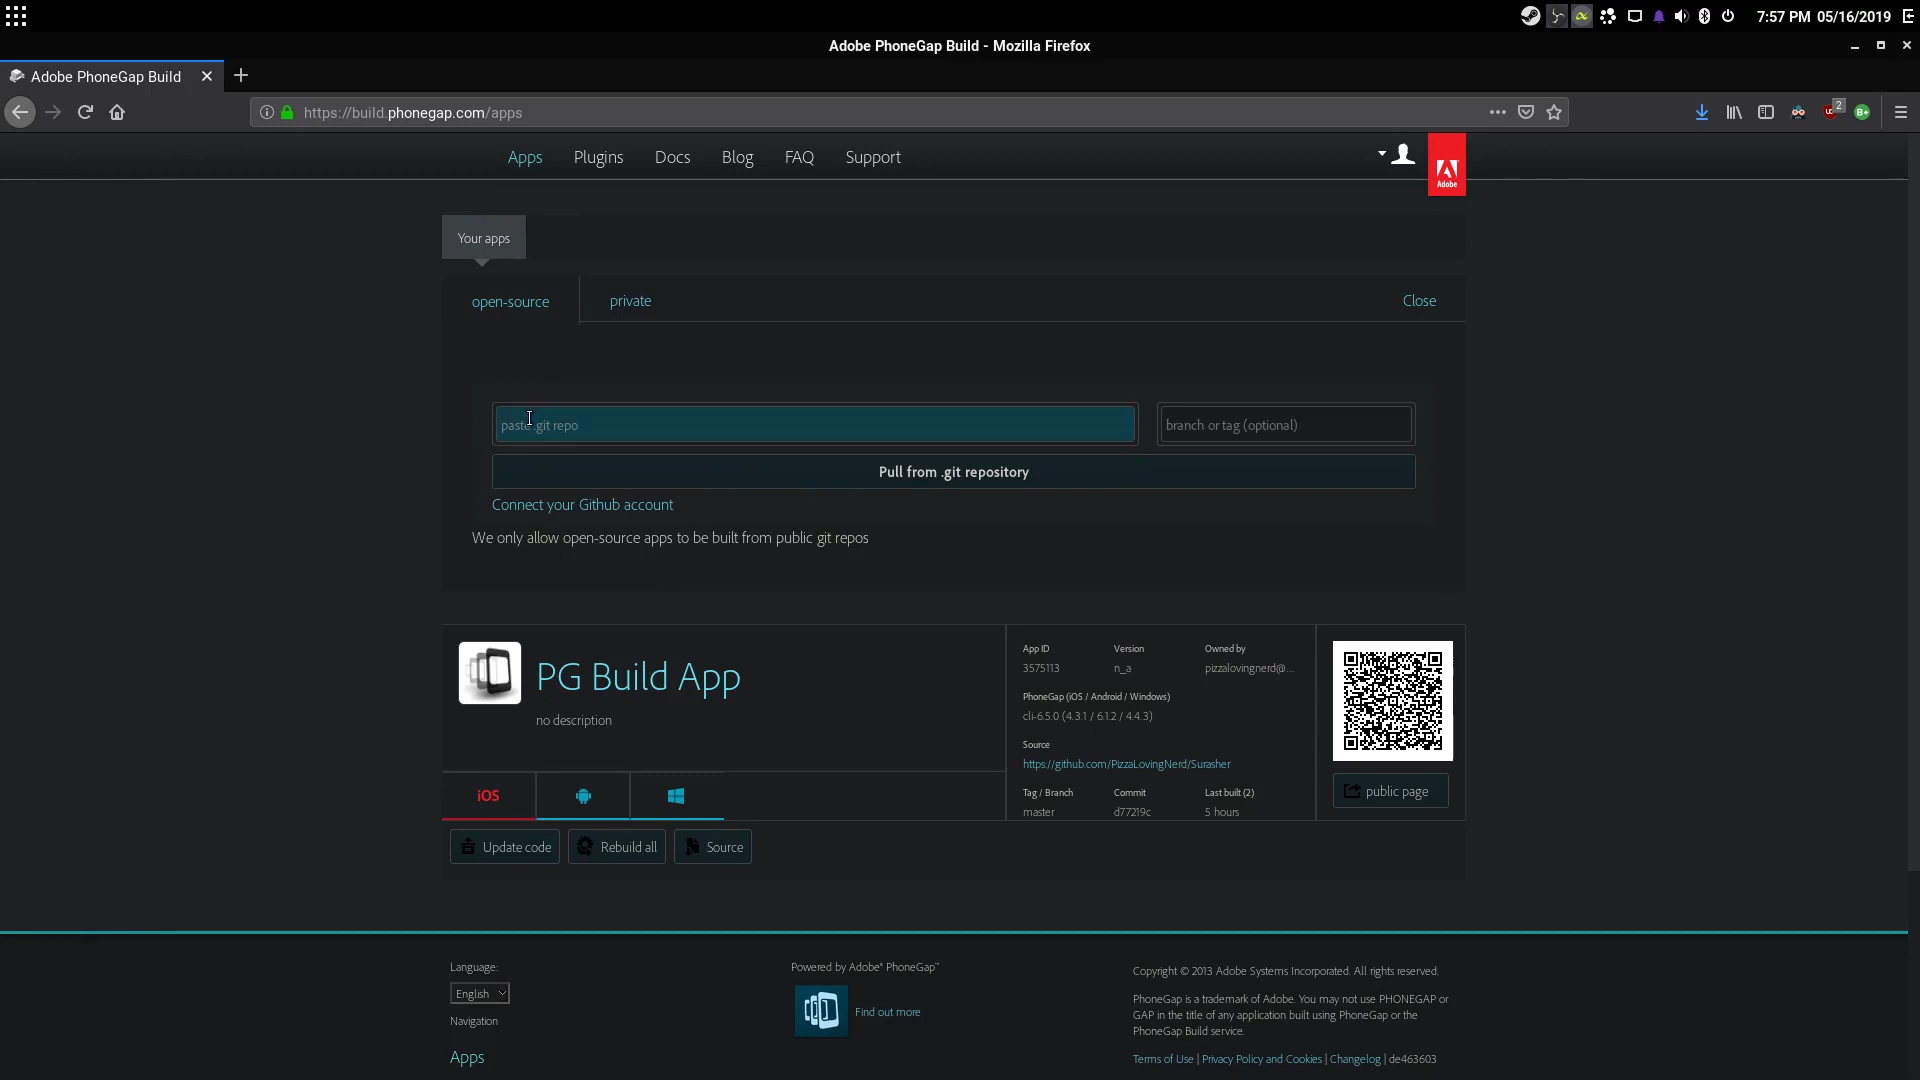 7:57 PM 05/16/2019
Adobe PhoneGap Build - Mozilla Firefox
Adobe PhoneGap Build
https://build.phonegap.com/apps
2
B+
Apps Plugins Docs Blog FAQ Support
Adobe
Your apps
open-source private Close
paste .git repo branch or tag (optional)
Pull from .git repository
Connect your Github account
We only allow open-source apps to be built from public git repos
PG Build App
no description
App ID Version Owned by
3575113 n_a pizzalovingnerd@...
PhoneGap (iOS / Android / Windows)
cli-6.5.0 (4.3.1 / 6.1.2 / 4.4.3)
Source
https://github.com/PizzaLovingNerd/Surasher
Tag / Branch Commit Last built (2)
master d77219c 5 hours
public page
iOS
Update code Rebuild all Source
Language:
English
Navigation
Apps
Powered by Adobe® PhoneGap™
Find out more
Copyright © 2013 Adobe Systems Incorporated. All rights reserved.
PhoneGap is a trademark of Adobe. You may not use PHONEGAP or
GAP in the title of any application built using PhoneGap or the
PhoneGap Build service.
Terms of Use | Privacy Policy and Cookies | Changelog | de463603